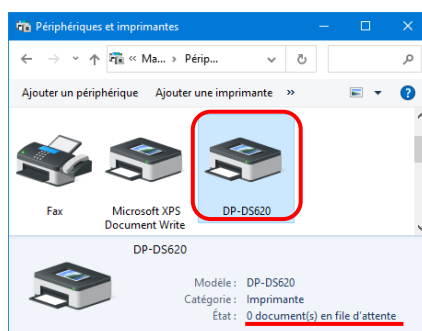 Périphériques et imprimantes
« Ma... › Périp...
Ajouter un périphérique Ajouter une imprimante »
Fax Microsoft XPS Document Write DP-DS620
DP-DS620
Modèle : DP-DS620
Catégorie : Imprimante
État : 0 document(s) en file d'attente